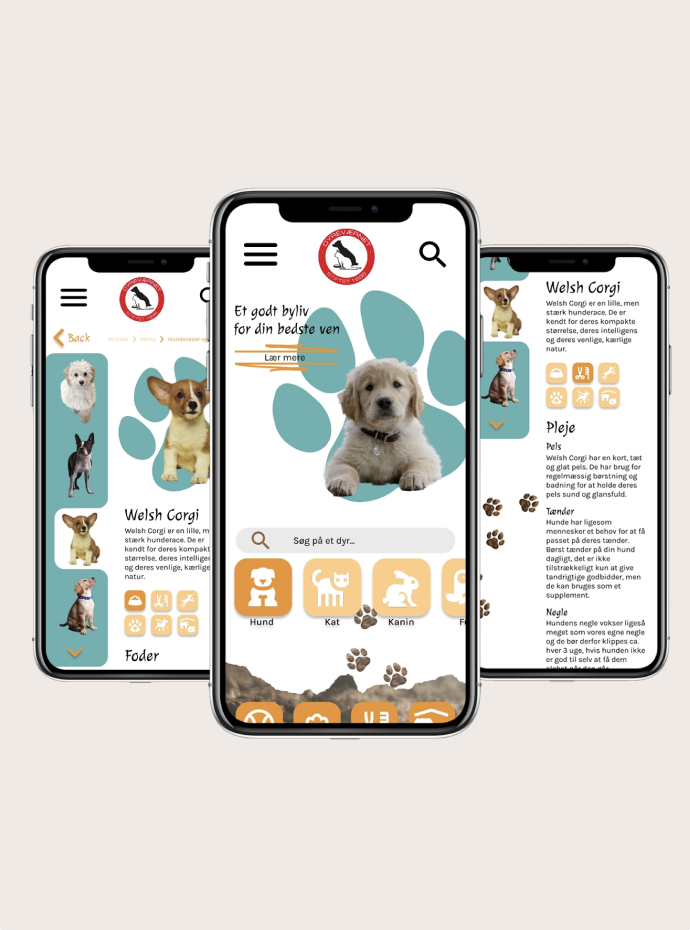 Back
Forside
Menu
Hunderacer og
Welsh Corgi
Welsh Corgi er en lille, m
stærk hunderace. De er
kendt for deres kompakt
størrelse, deres intelligens
og deres venlige, kærlige
natur.
Foder
DYREVÆRNET
Et godt byliv
for din bedste ven
Lær mere
Søg på et dyr...
Hund
Kat
Kanin
Welsh Corgi
Welsh Corgi er en lille, men
stærk hunderace. De er
kendt for deres kompakte
størrelse, deres intelligens
og deres venlige, kærlige
natur.
Pleje
Pels
Welsh Corgi har en kort, tæt
og glat pels. De har brug for
regelmæssig børstning og
badning for at holde deres
pels sund og glansfuld.
Tænder
Hunde har ligesom
mennesker et behov for at få
passet på deres tænder.
Børst tænder på din hund
dagligt, det er ikke
tilstrækkeligt kun at give
tandrigtige godbidder, men
de kan bruges som et
supplement.
Negle
Hundens negle vokser ligeså
meget som vores egne negle
og de bør derfor klippes ca.
hver 3 uge, hvis hunden ikke
er god til selv at få dem